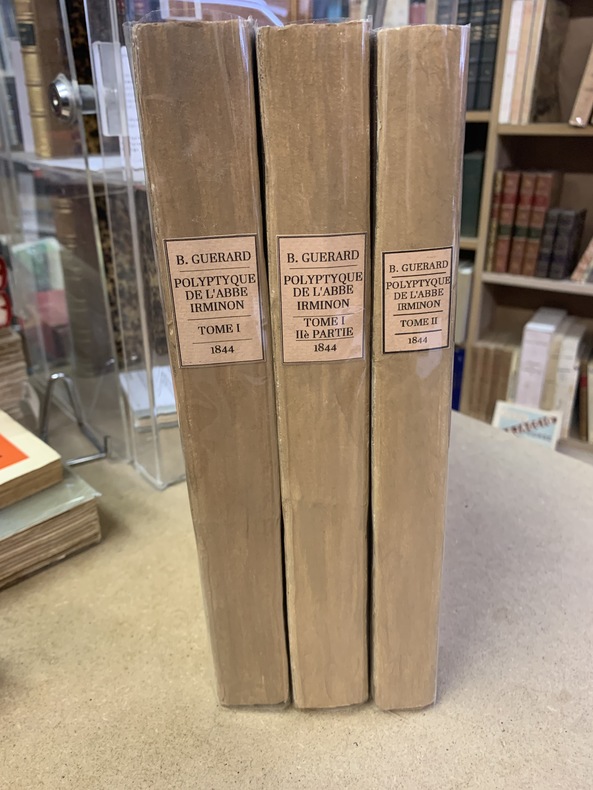 B. GUERARD
POLYPTYQUE
DE L'ABBE
IRMINON
TOME I
1844
B. GUERARD
POLYPTYQUE
DE L'ABBE
IRMINON
TOME I
IIè PARTIE
1844
B. GUERARD
POLYPTYQUE
DE L'ABBE
IRMINON
TOME II
1844